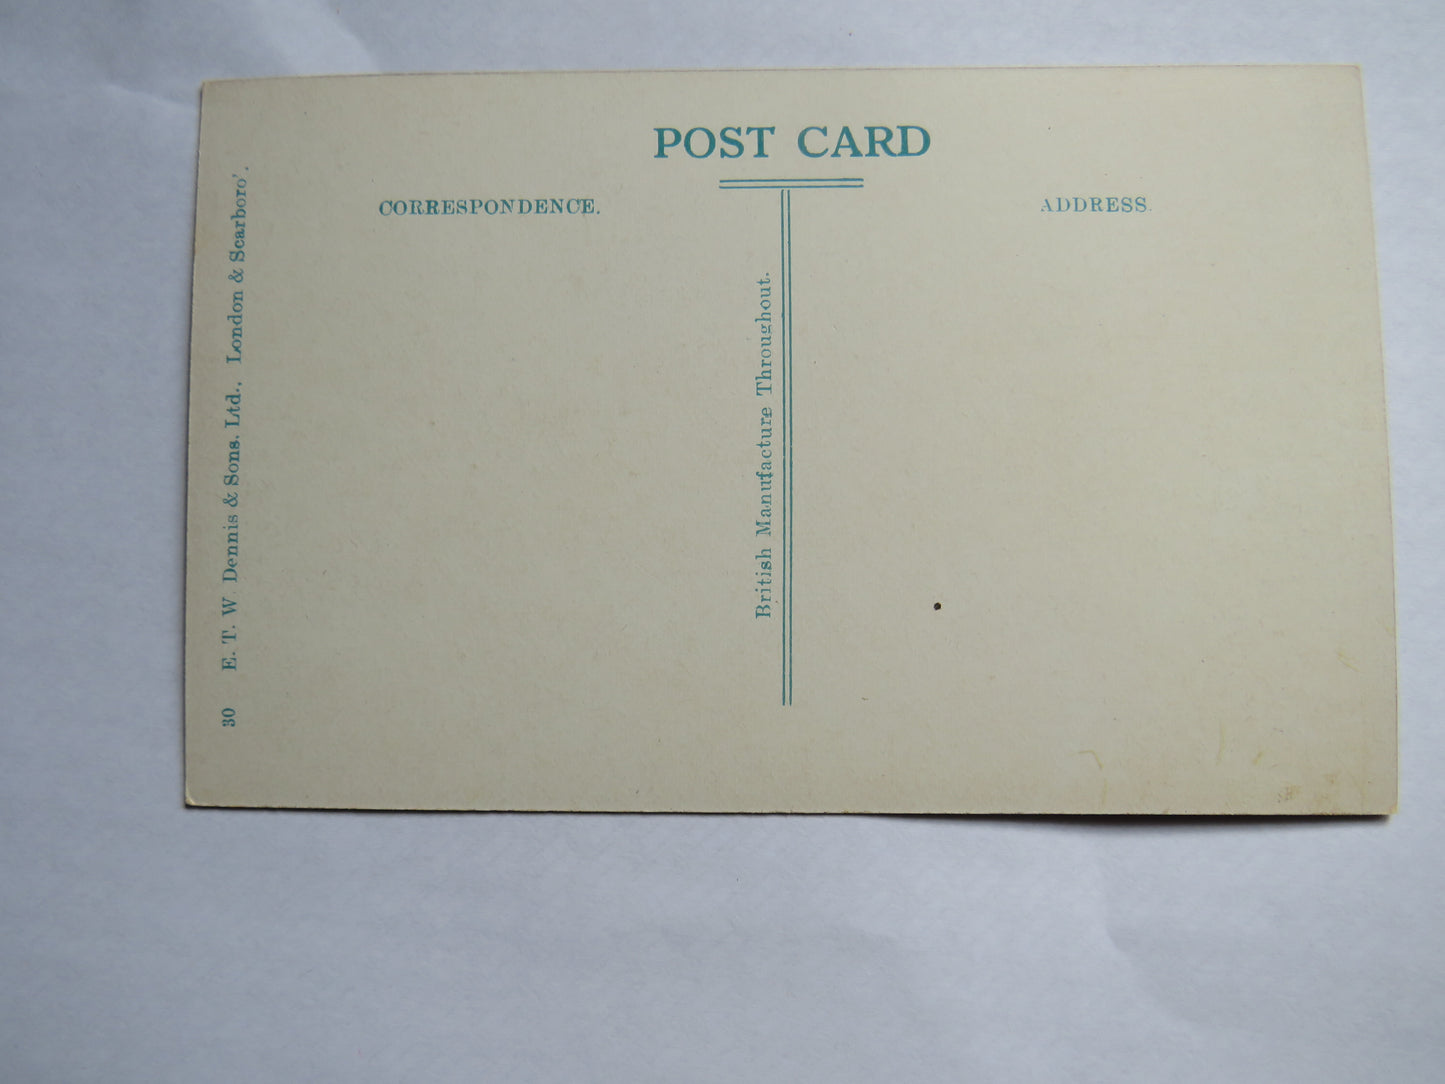 POST CARD
CORRESPONDENCE.
ADDRESS.
British Manufacture Throughout.
30 E. T. W. Dennis & Sons, Ltd., London & Scarboro'.